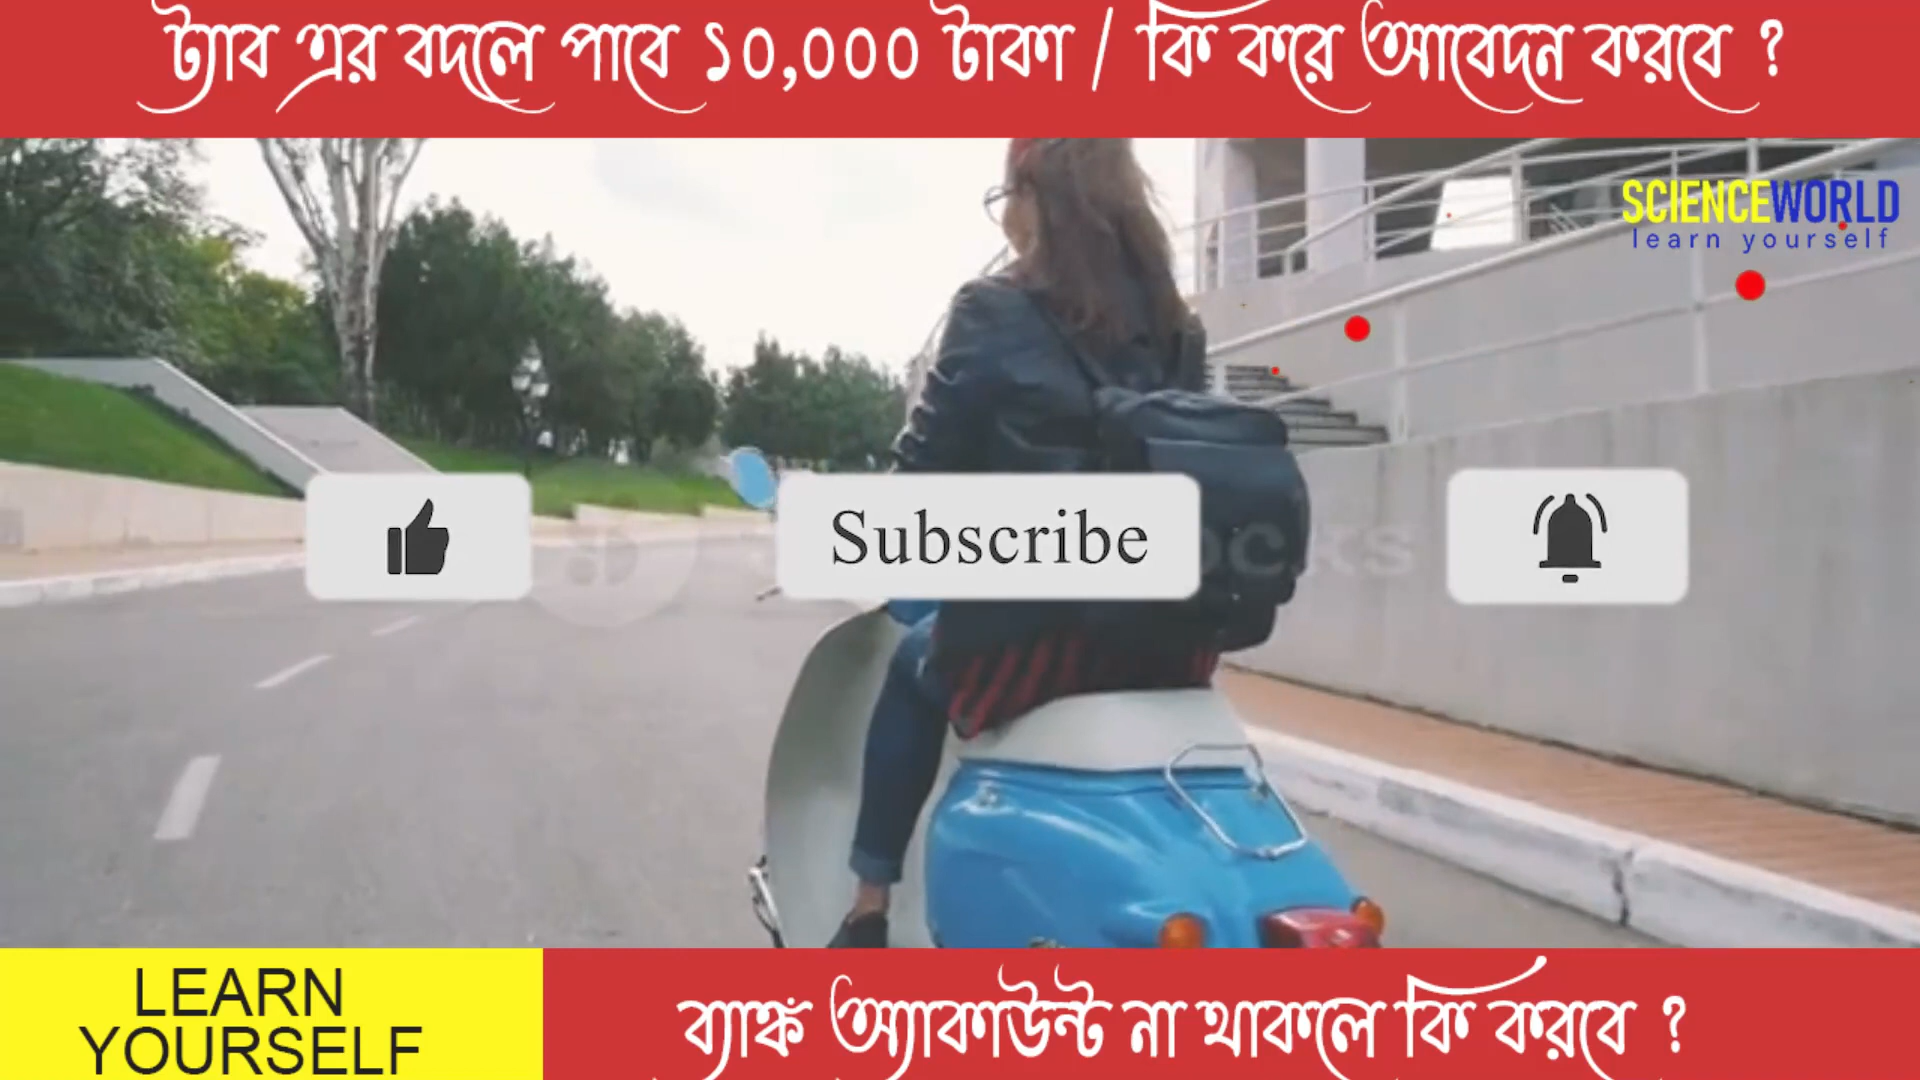 ট্যাব এর বদলে পাবে ১০,০০০ টাকা / কি করে আবেদন করবে ?
SCIENCEWORLD
learn yourself
Subscribe
LEARN
YOURSELF
ব্যাঙ্ক অ্যাকাউন্ট না থাকলে কি করবে ?